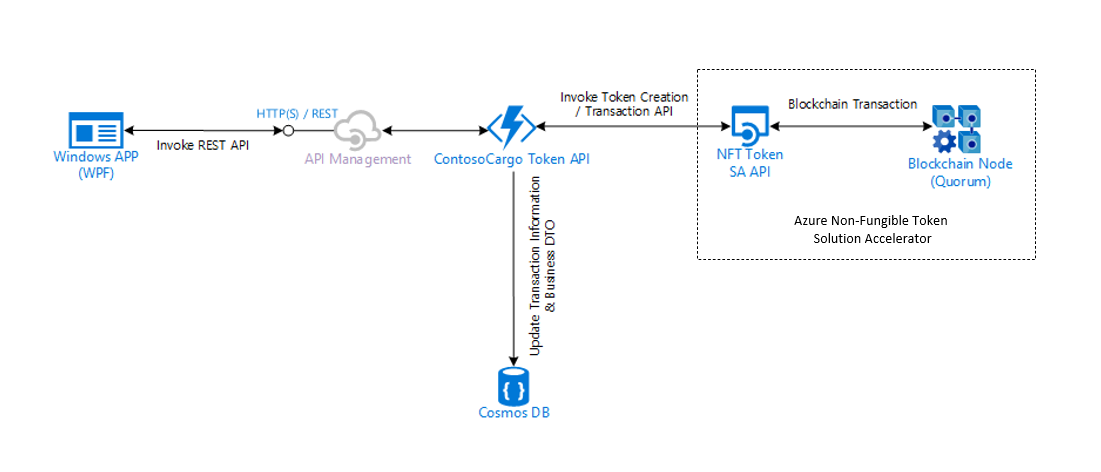 Windows APP
(WPF)
Invoke REST API
HTTP(S) / REST
API Management
ContosoCargo Token API
Invoke Token Creation
/ Transaction API
Update Transaction Information
& Business DTO
Cosmos DB
NFT Token
SA API
Blockchain Transaction
Blockchain Node
(Quorum)
Azure Non-Fungible Token
Solution Accelerator